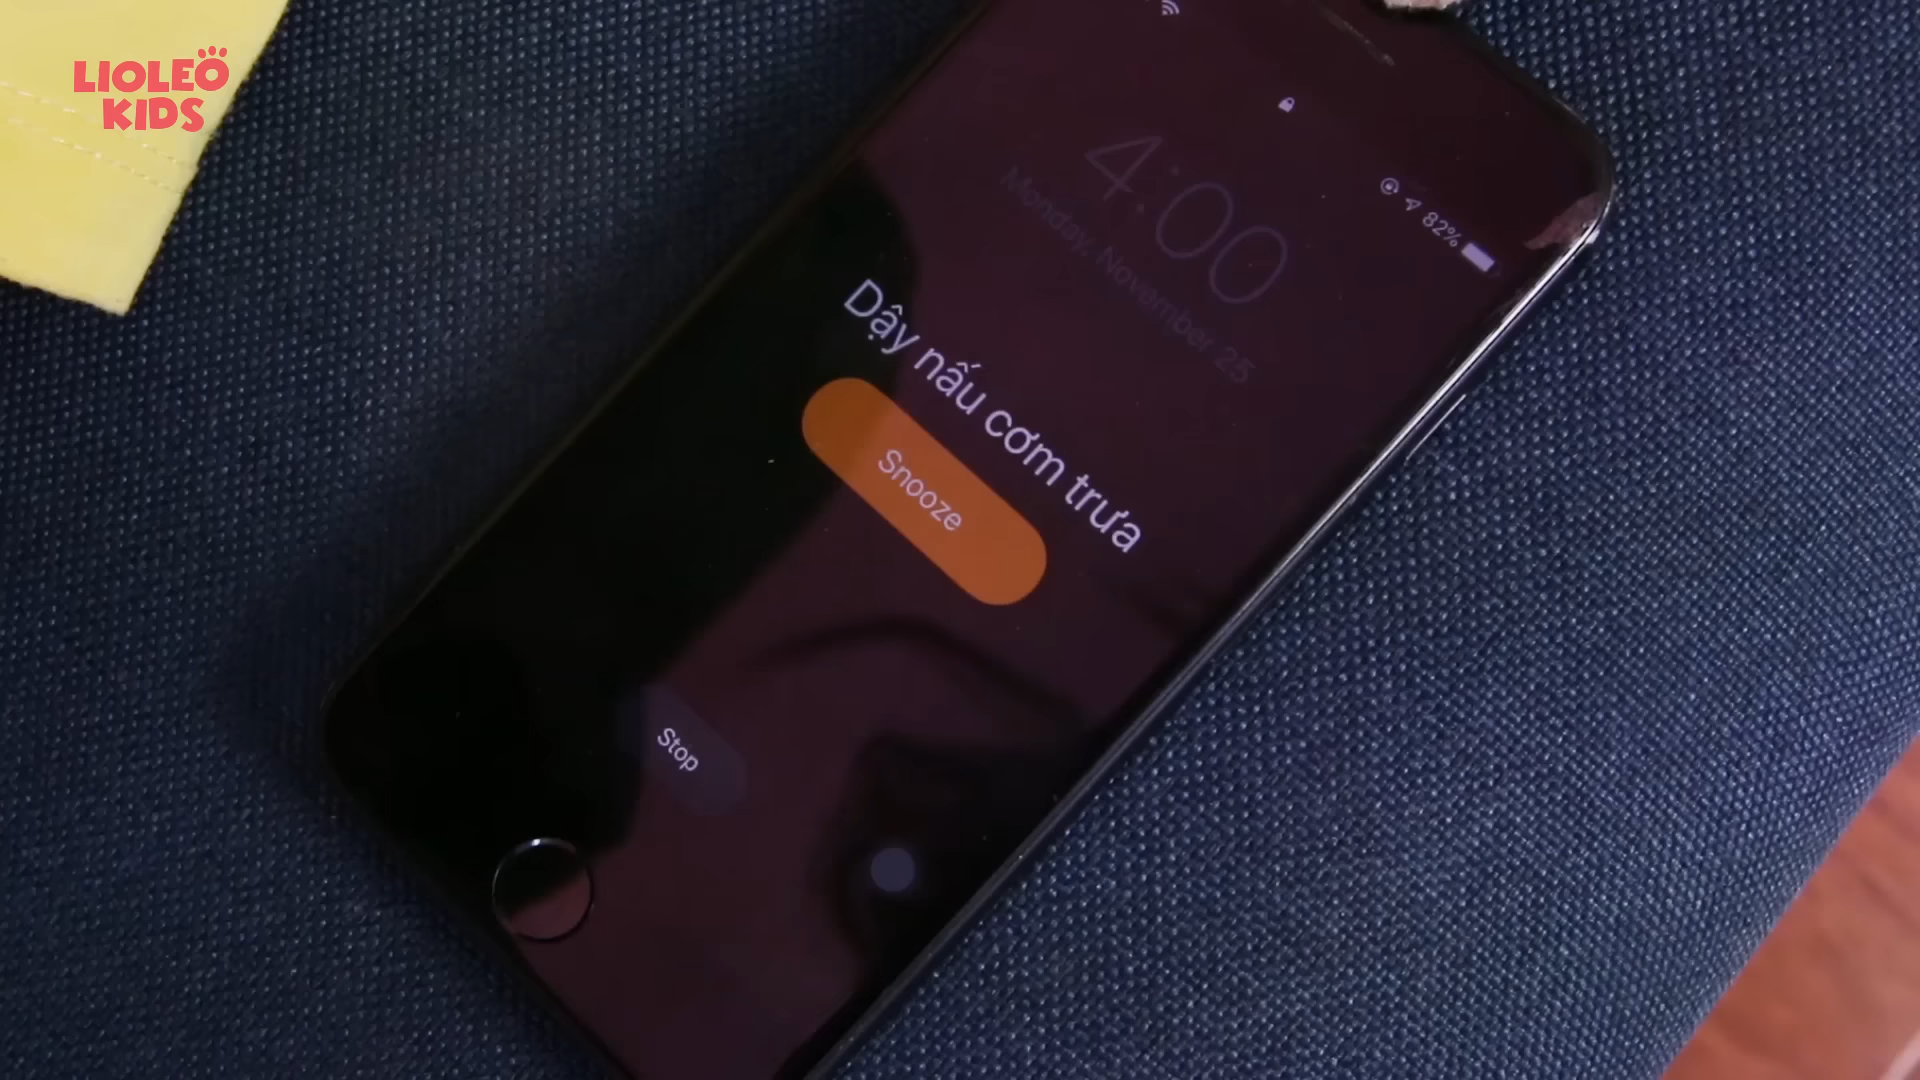 LIOLEO
KIDS
82%
4:00
Monday, November 25
Dậy nấu cơm trưa
Snooze
Stop